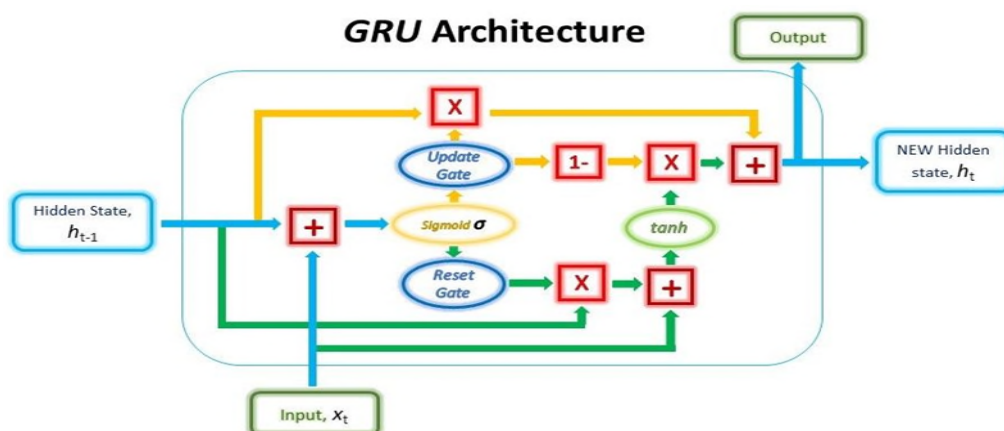 GRU Architecture
Output
X
Update
Gate
1-
X
+
NEW Hidden
state, ht
Hidden State,
ht-1
+
Sigmoid σ
tanh
Reset
Gate
X
+
Input, xt